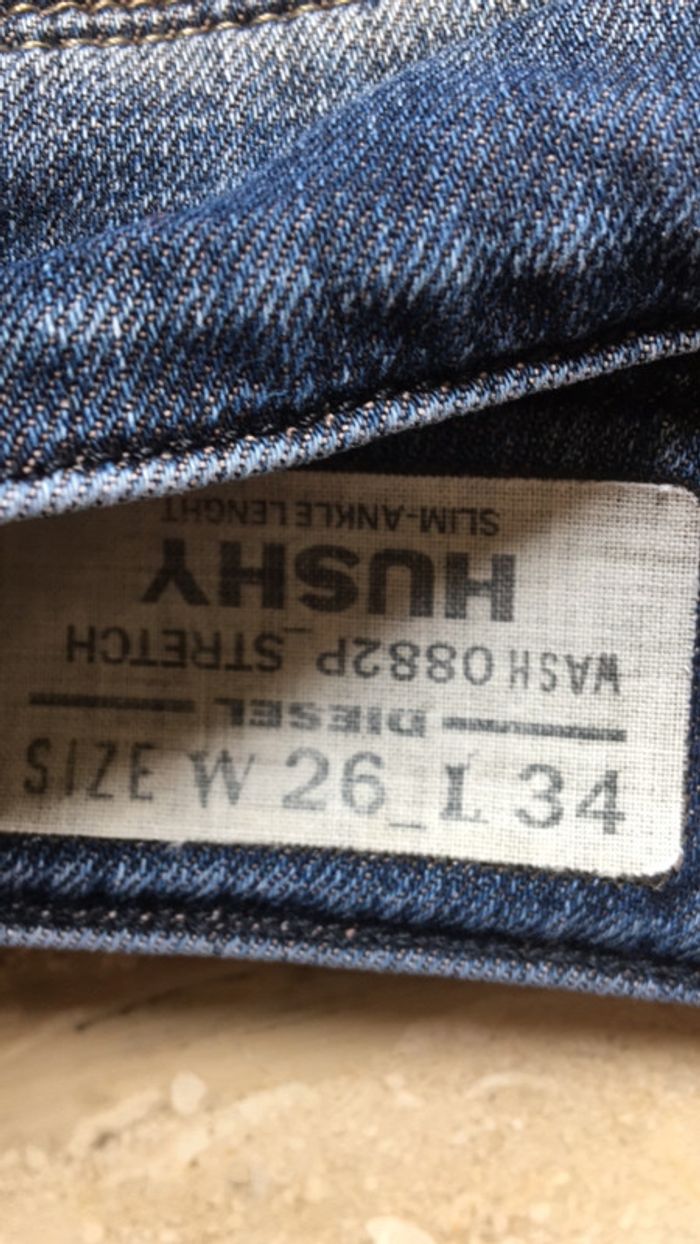 SLIM-ANKLE LENGHT
HUSHY
WASH 0882P_STRETCH
DIESEL
SIZE W 26_L 34